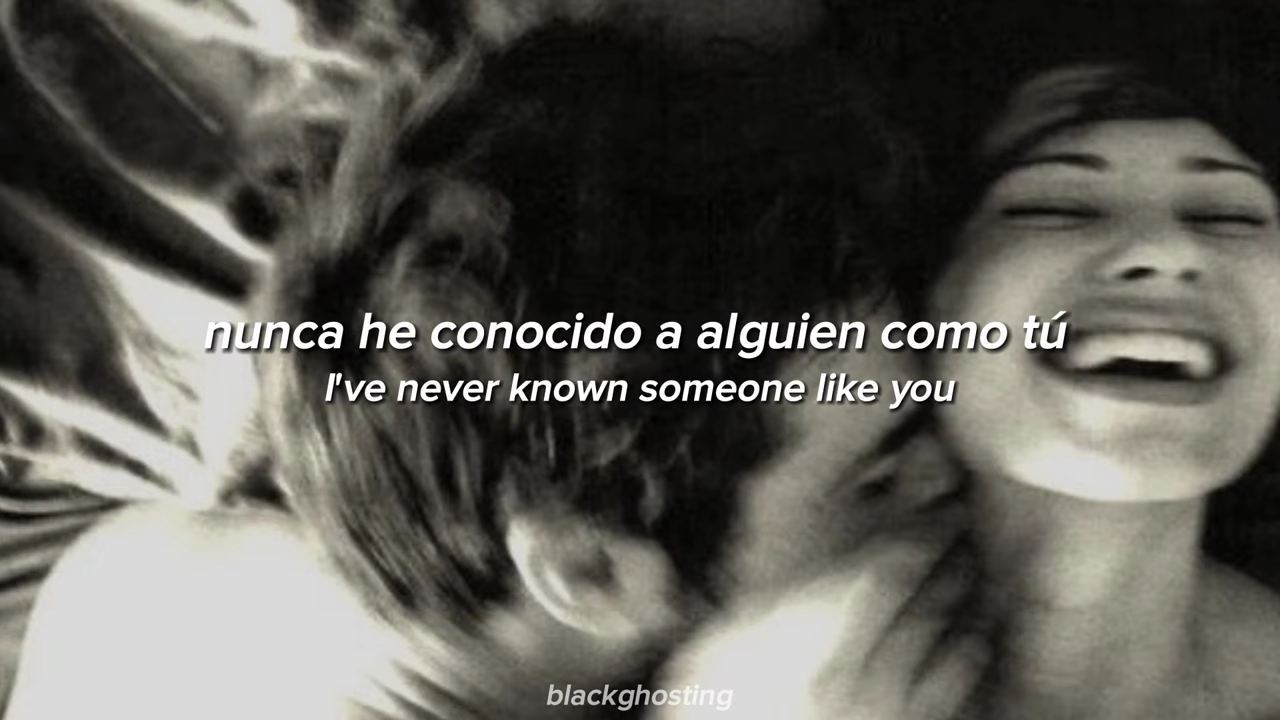 nunca he conocido a alguien como tú
I've never known someone like you
blackghosting